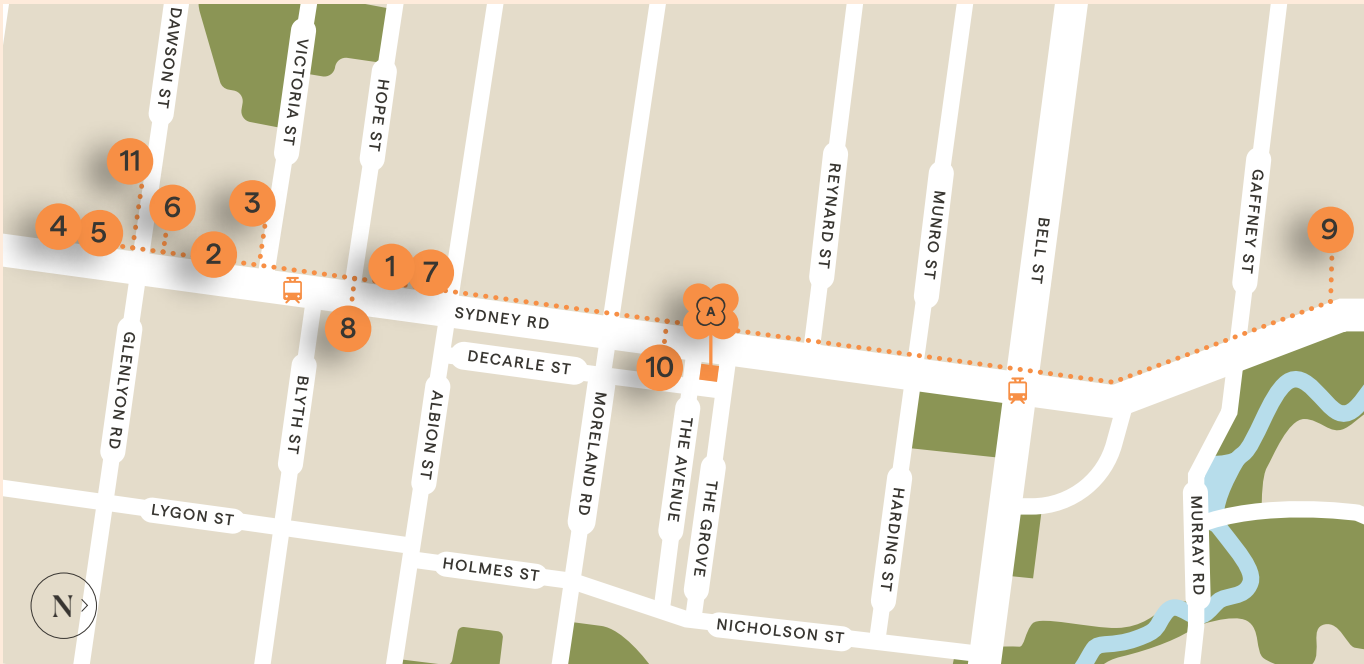 DAWSON ST
VICTORIA ST
HOPE ST
11
6
3
4
5
2
1
7
8
REYNARD ST
MUNRO ST
BELL ST
GAFFNEY ST
9
A
SYDNEY RD
DECARLE ST
10
GLENLYON RD
BLYTH ST
ALBION ST
MORELAND RD
THE AVENUE
THE GROVE
HARDING ST
MURRAY RD
LYGON ST
HOLMES ST
NICHOLSON ST
N